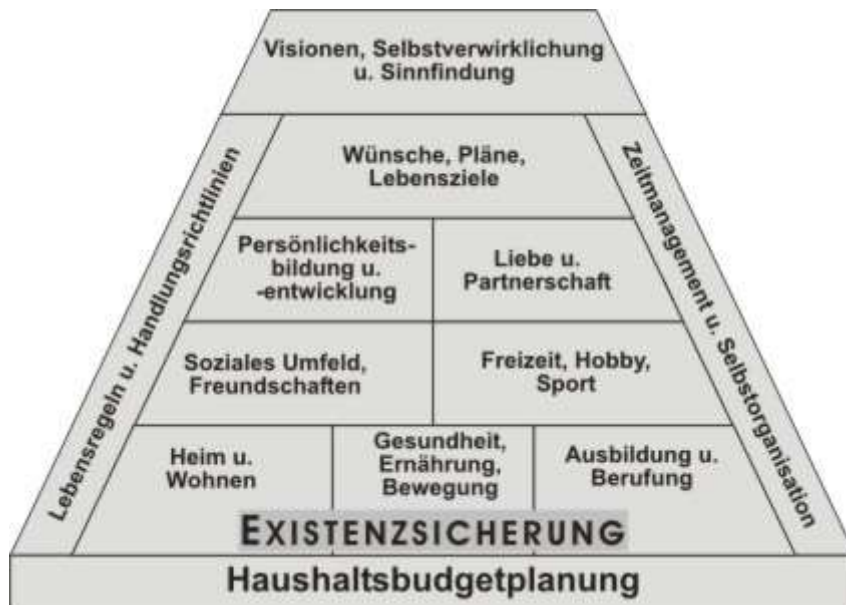 Visionen, Selbstverwirklichung
u. Sinnfindung
Wünsche, Pläne,
Lebensziele
Lebensregeln u. Handlungsrichtlinien
Zeitmanagement u. Selbstorganisation
Persönlichkeits-
bildung u.
-entwicklung
Liebe u.
Partnerschaft
Soziales Umfeld,
Freundschaften
Freizeit, Hobby,
Sport
Heim u.
Wohnen
Gesundheit,
Ernährung,
Bewegung
Ausbildung u.
Berufung
EXISTENZSICHERUNG
Haushaltsbudgetplanung